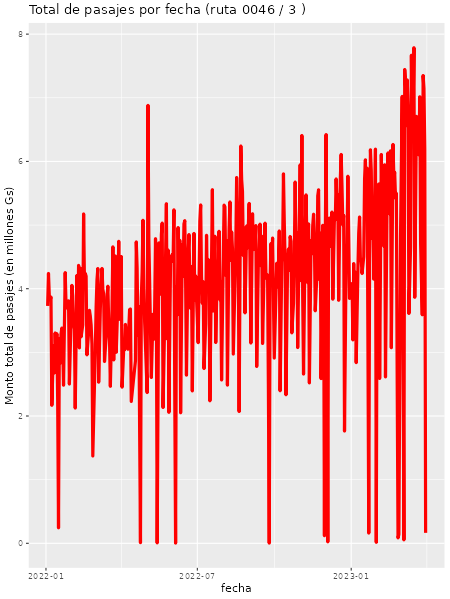 Total de pasajes por fecha (ruta 0046 / 3 )
Monto total de pasajes (en millones Gs)
8
6
4
2
0
2022-01
2022-07
2023-01
fecha